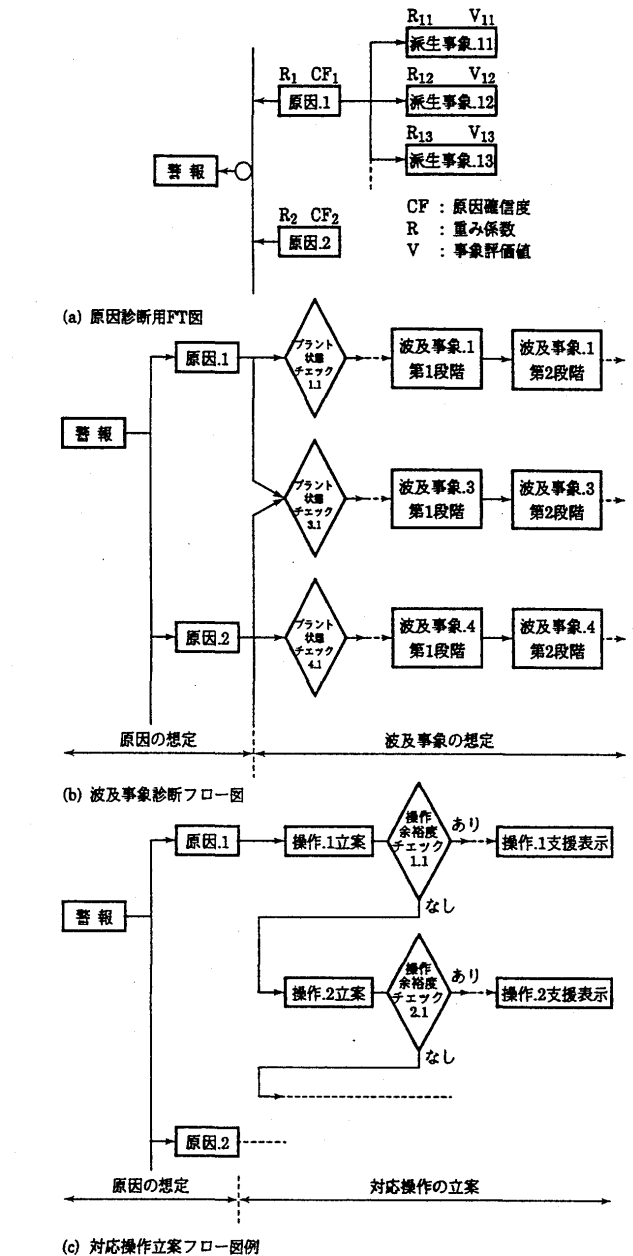 R₁₁ V₁₁
派生事象.11
R₁ CF₁
R₁₂ V₁₂
原因.1
派生事象.12
R₁₃ V₁₃
派生事象.13
警 報
R₂ CF₂
原因.2
CF : 原因確信度
R : 重み係数
V : 事象評価値
(a) 原因診断用FT図
原因.1
プラント
状態
チェック
1.1
波及事象.1
第1段階
波及事象.1
第2段階
警 報
プラント
状態
チェック
3.1
波及事象.3
第1段階
波及事象.3
第2段階
原因.2
プラント
状態
チェック
4.1
波及事象.4
第1段階
波及事象.4
第2段階
原因の想定
波及事象の想定
(b) 波及事象診断フロー図
原因.1
操作.1立案
操作
余裕度
チェック
1.1
あり
操作.1支援表示
なし
警 報
操作.2立案
操作
余裕度
チェック
2.1
あり
操作.2支援表示
なし
原因.2
原因の想定
対応操作の立案
(c) 対応操作立案フロー図例